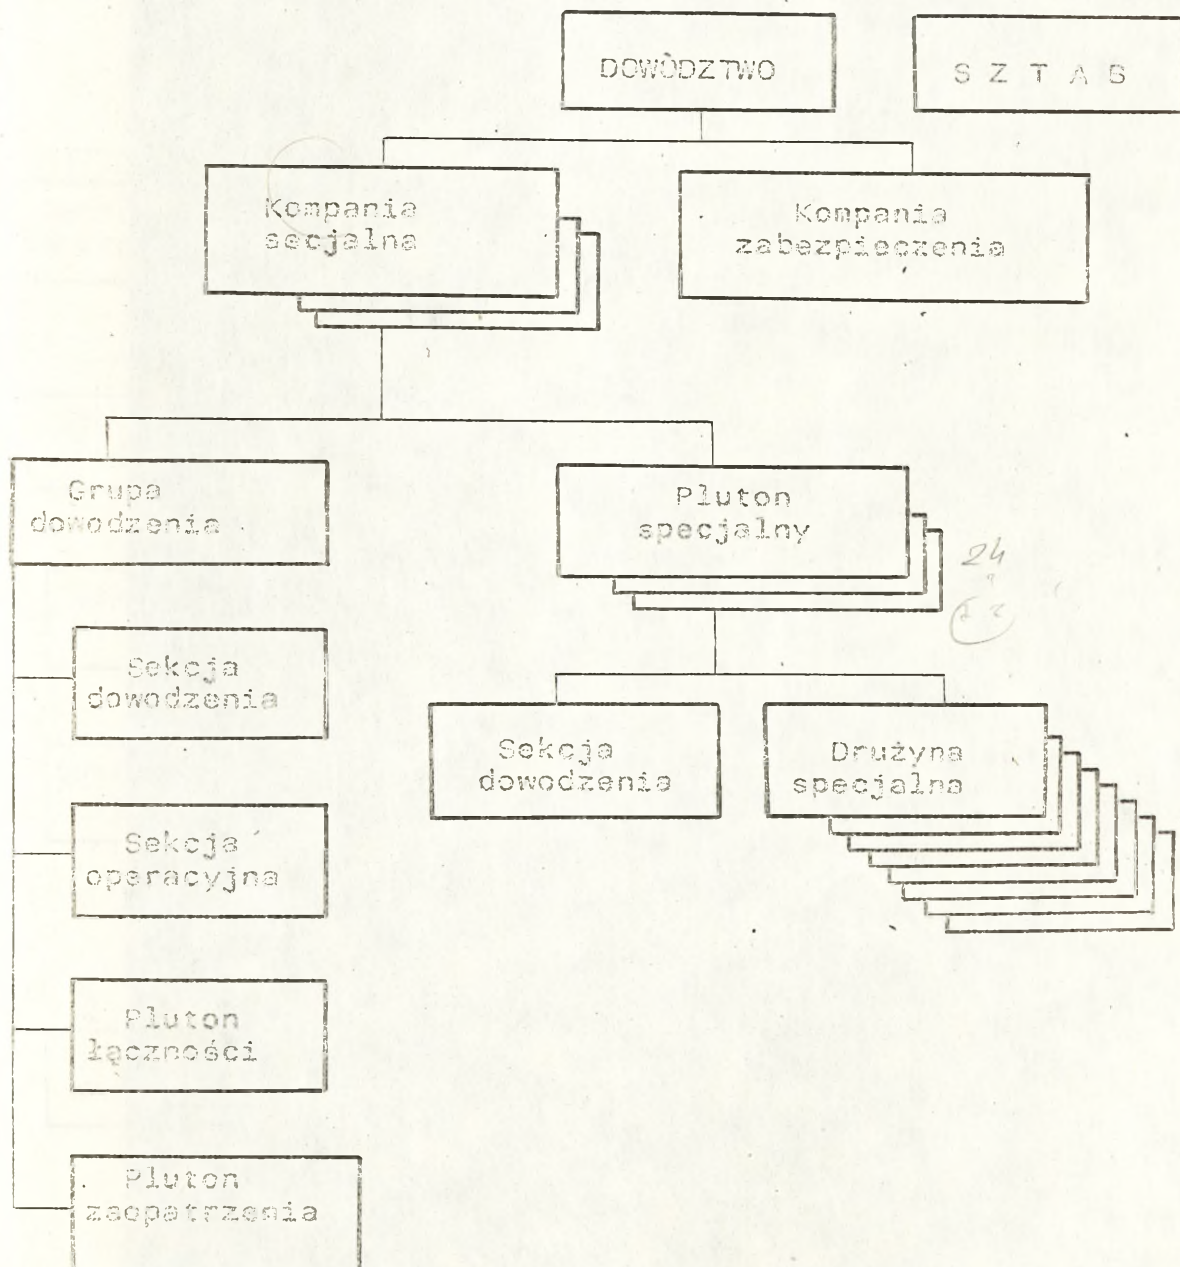 DOWÓDZTWO
S Z T A B
Kompania
secjalna
Kompania
zabezpieczenia
Grupa
dowodzenia
Pluton
specjalny
24
Sekcja
dowodzenia
Sekcja
dowodzenia
Drużyna
specjalna
Sekcja
operacyjna
Pluton
łączności
Pluton
zaopatrzenia